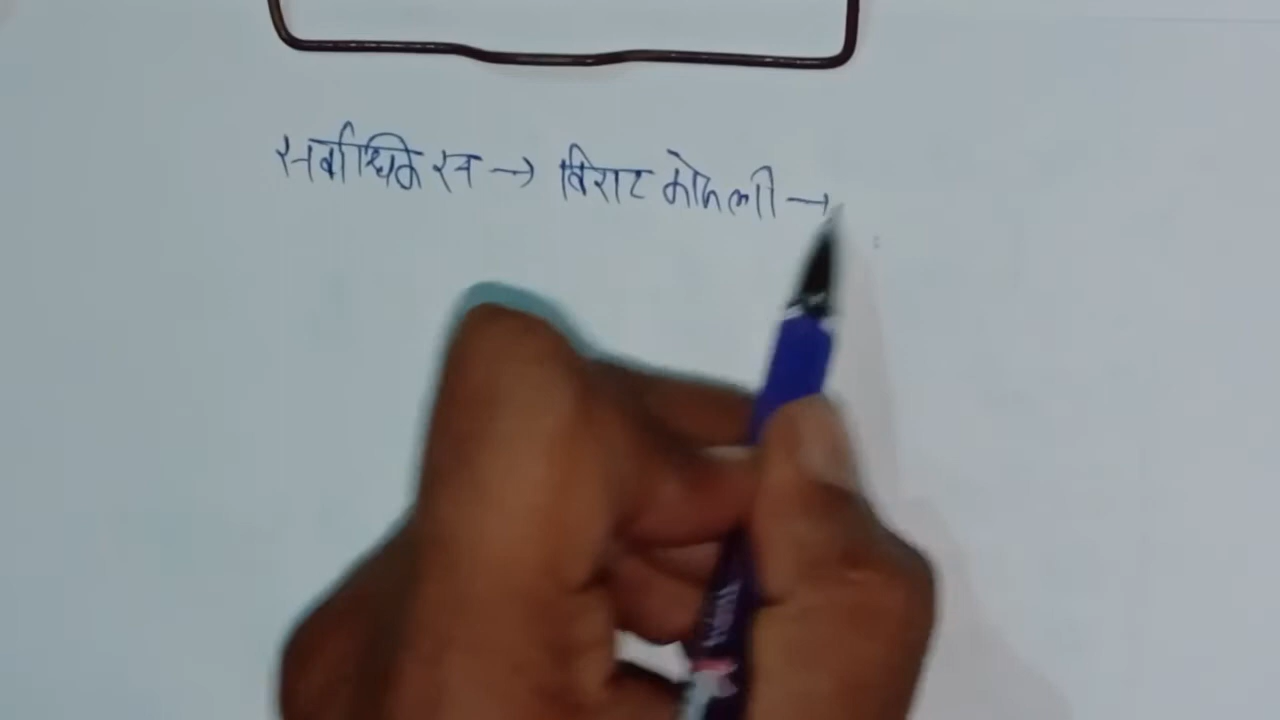 सर्वाधिक रन → विराट कोहली →